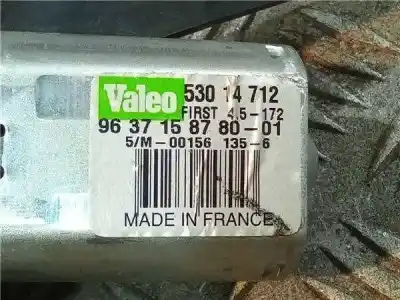 Valeo 530 14 712
FIRST 4,5-172
96 37 15 87 80-01
5/M-00156 135-6
MADE IN FRANCE